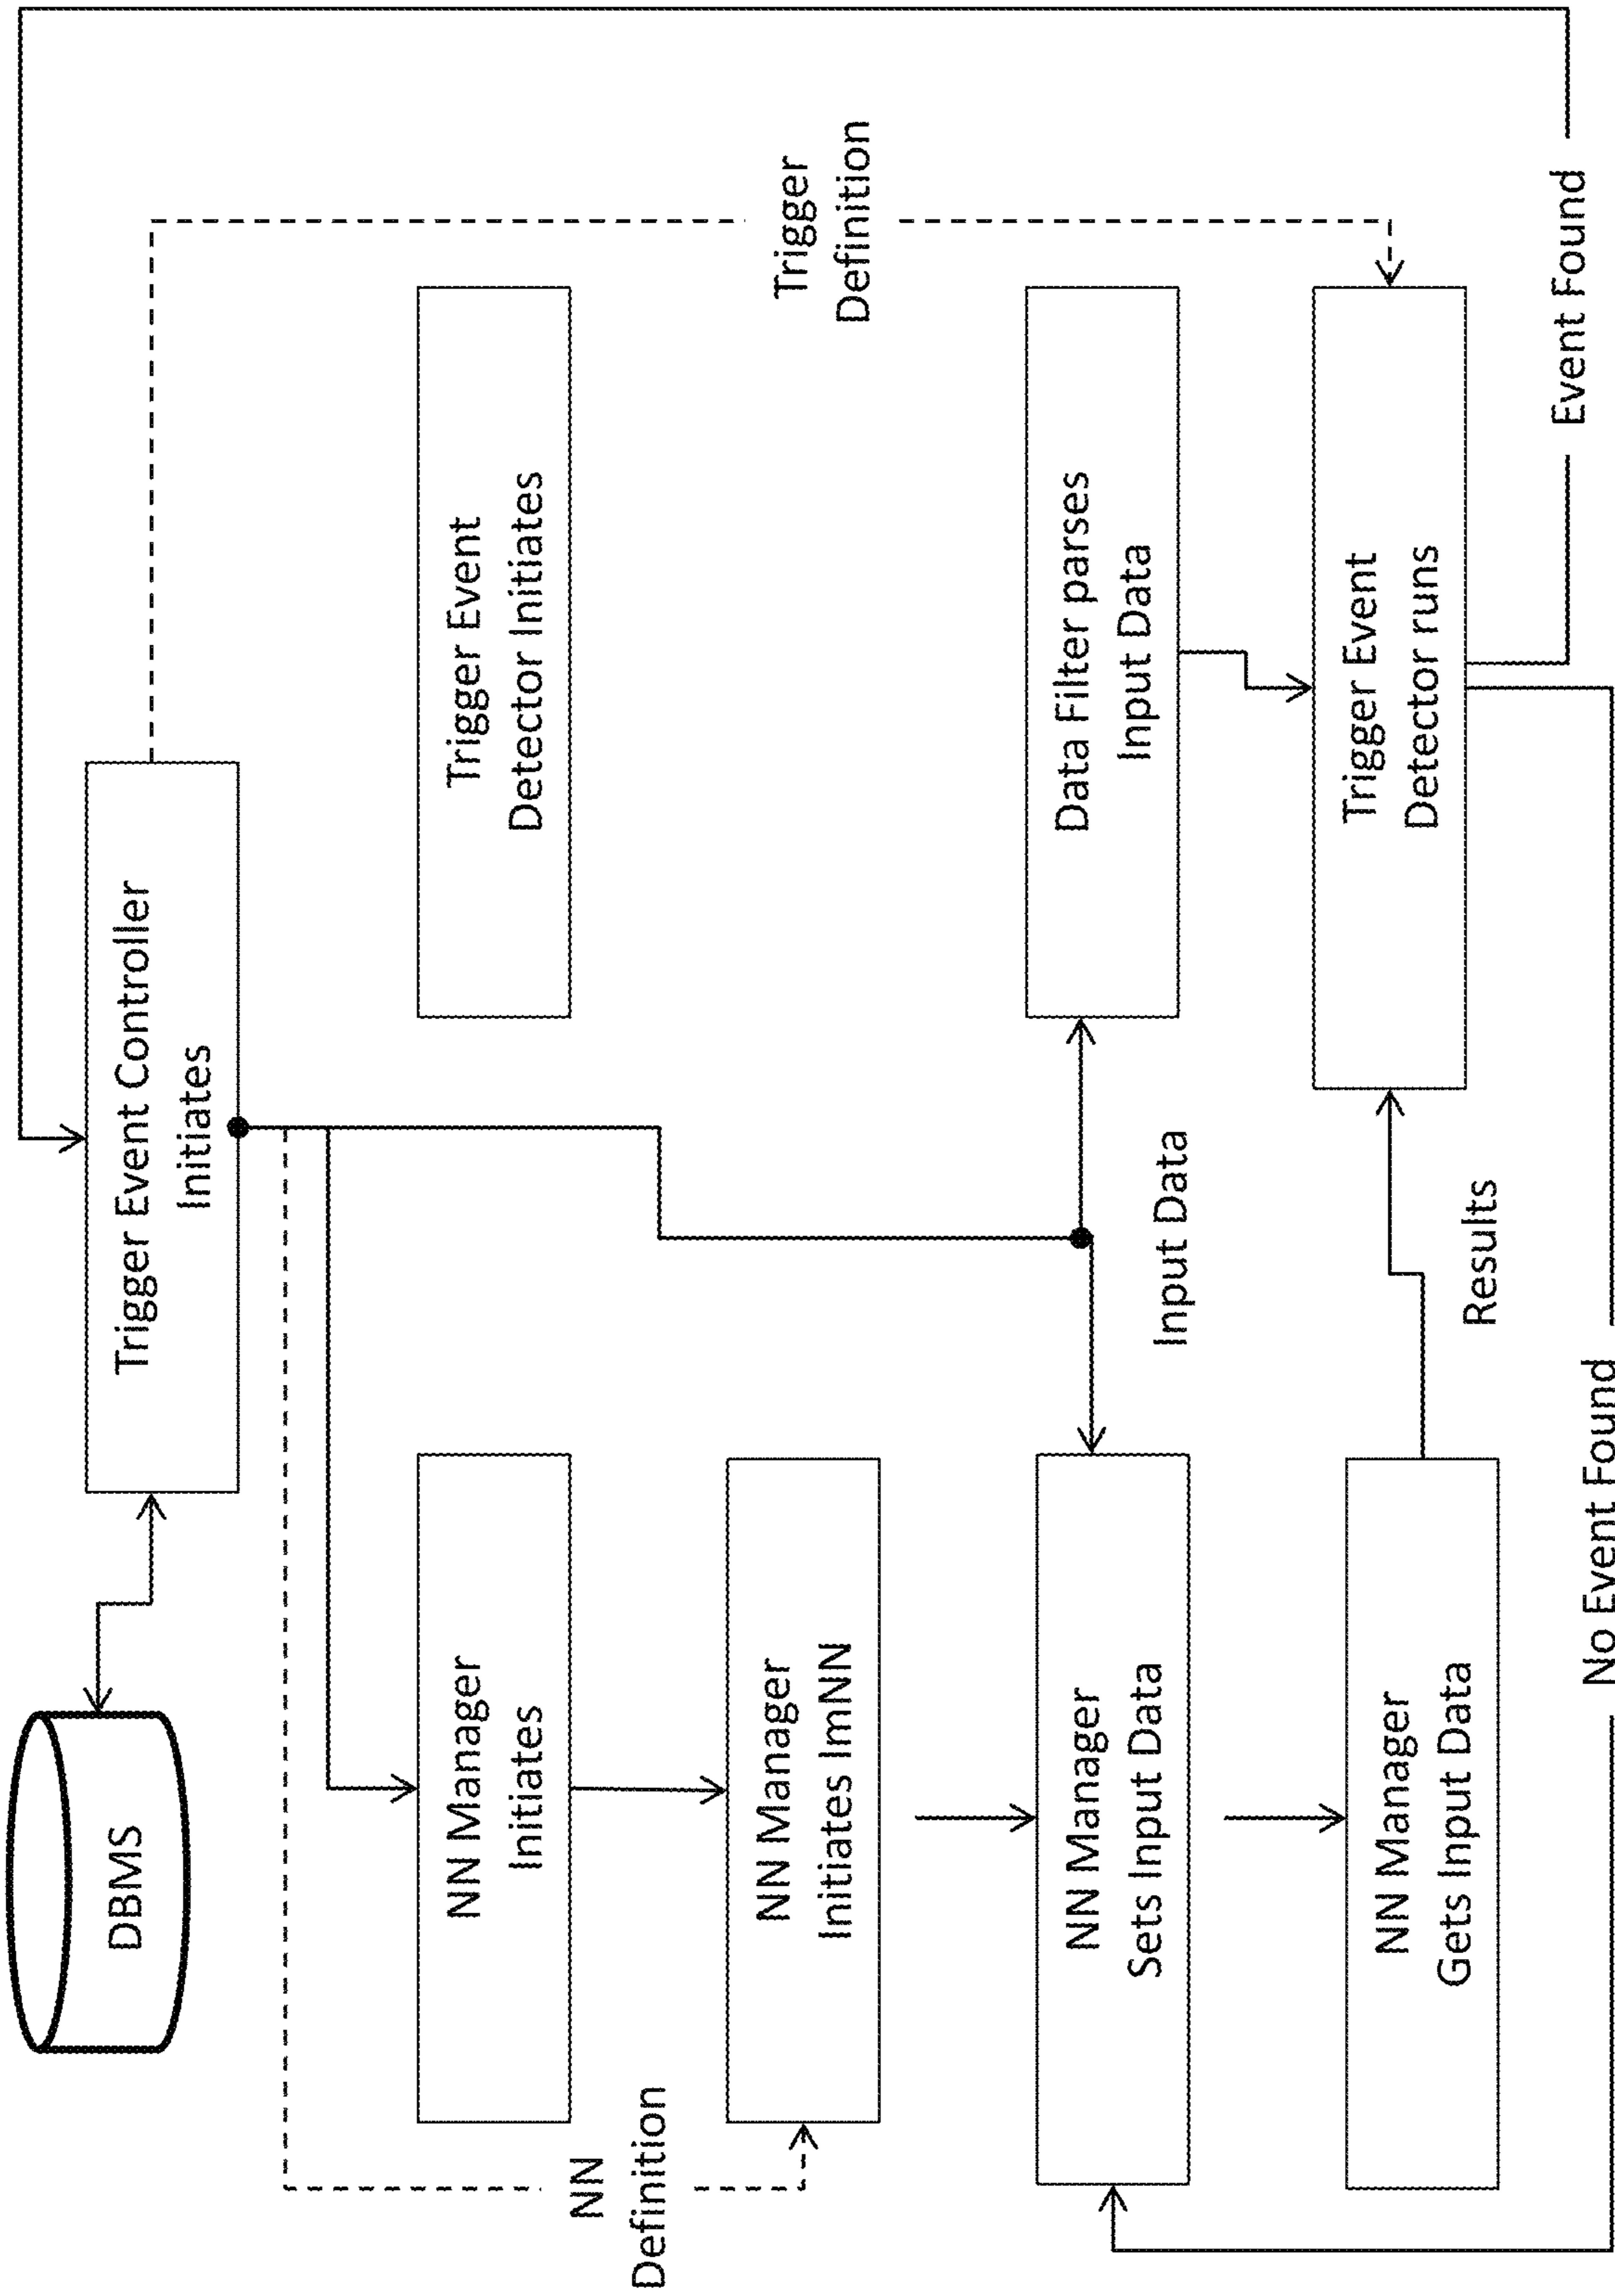 DBMS
Trigger Event Controller
Initiates
NN Manager
Initiates
Trigger Event
Detector Initiates
NN
Definition
NN Manager
Initiates ImNN
Trigger
Definition
NN Manager
Sets Input Data
Input Data
Data Filter parses
Input Data
NN Manager
Gets Input Data
Results
Trigger Event
Detector runs
No Event Found
Event Found